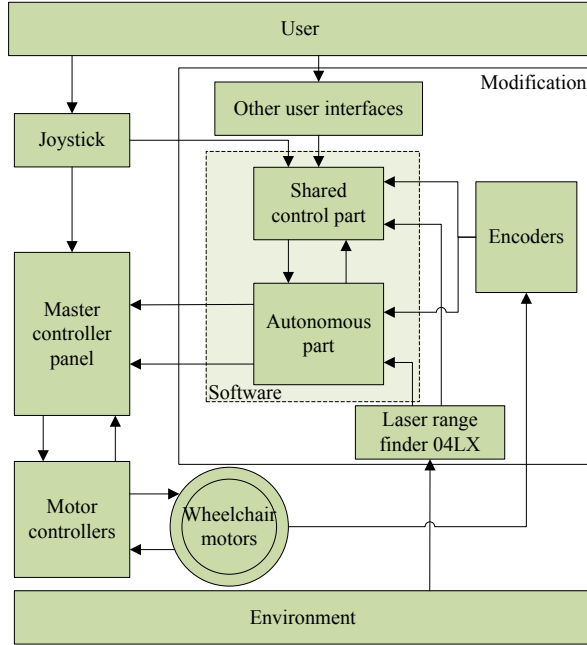 User
Modification
Other user interfaces
Joystick
Shared
control part
Encoders
Master
controller
panel
Autonomous
part
Software
Laser range
finder 04LX
Motor
controllers
Wheelchair
motors
Environment